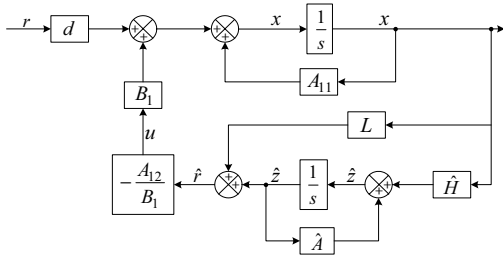 r
d
x
1
s
x
A₁₁
B₁
u
L
− A₁₂
B₁
r̂
ẑ
1
s
ẑ
Ĥ
Â